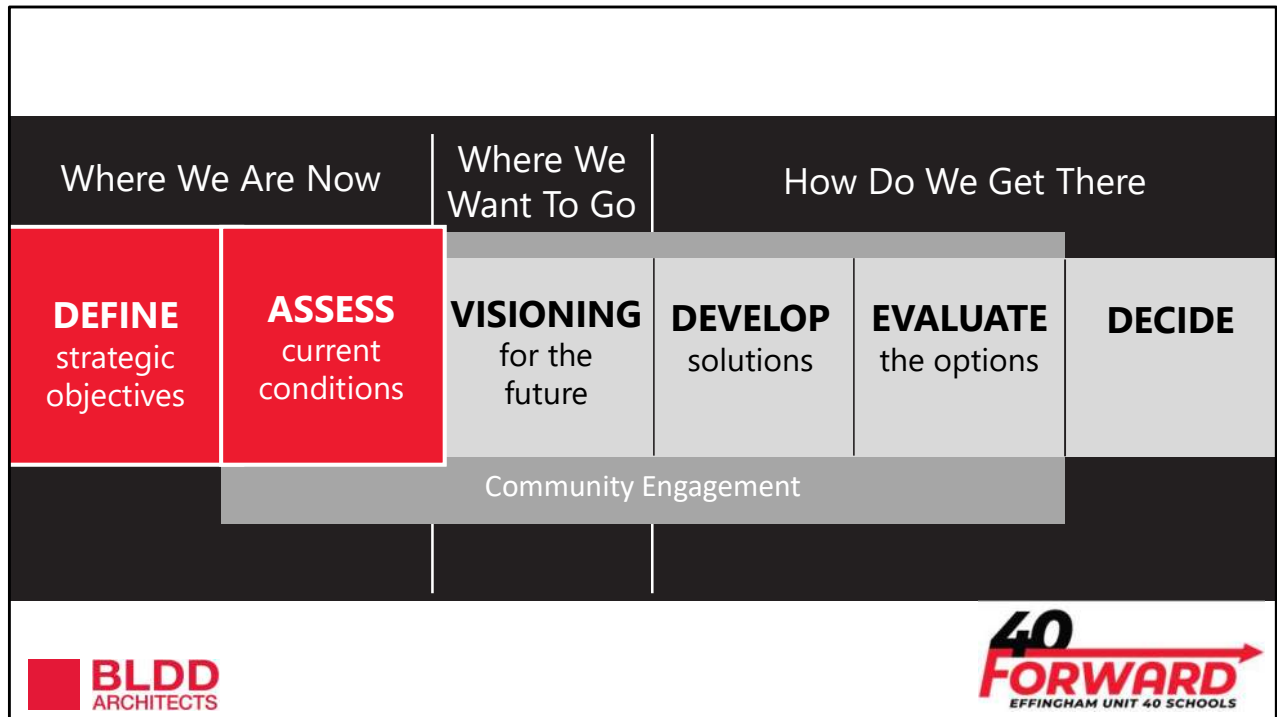 Where We Are Now
Where We
Want To Go
How Do We Get There
DEFINE
strategic
objectives
ASSESS
current
conditions
VISIONING
for the
future
DEVELOP
solutions
EVALUATE
the options
DECIDE
Community Engagement
BLDD
ARCHITECTS
40
FORWARD
EFFINGHAM UNIT 40 SCHOOLS